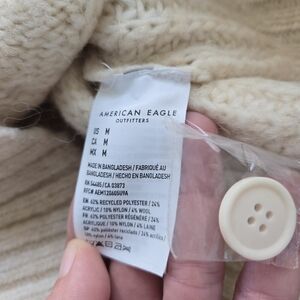 AMERICAN EAGLE
OUTFITTERS
US M
CA M
MX M
MADE IN BANGLADESH / FABRIQUÉ AU
BANGLADESH / HECHO EN BANGLADESH
RN 54485/CA 03873
EN 62% RECYCLED POLYESTER / 24%
ACRYLIC / 10% NYLON / 4% WOOL
FR 62% POLYESTER RÉGÉNÉRÉ / 24%
ACRYLIQUE / 10% NYLON / 4% LAINE